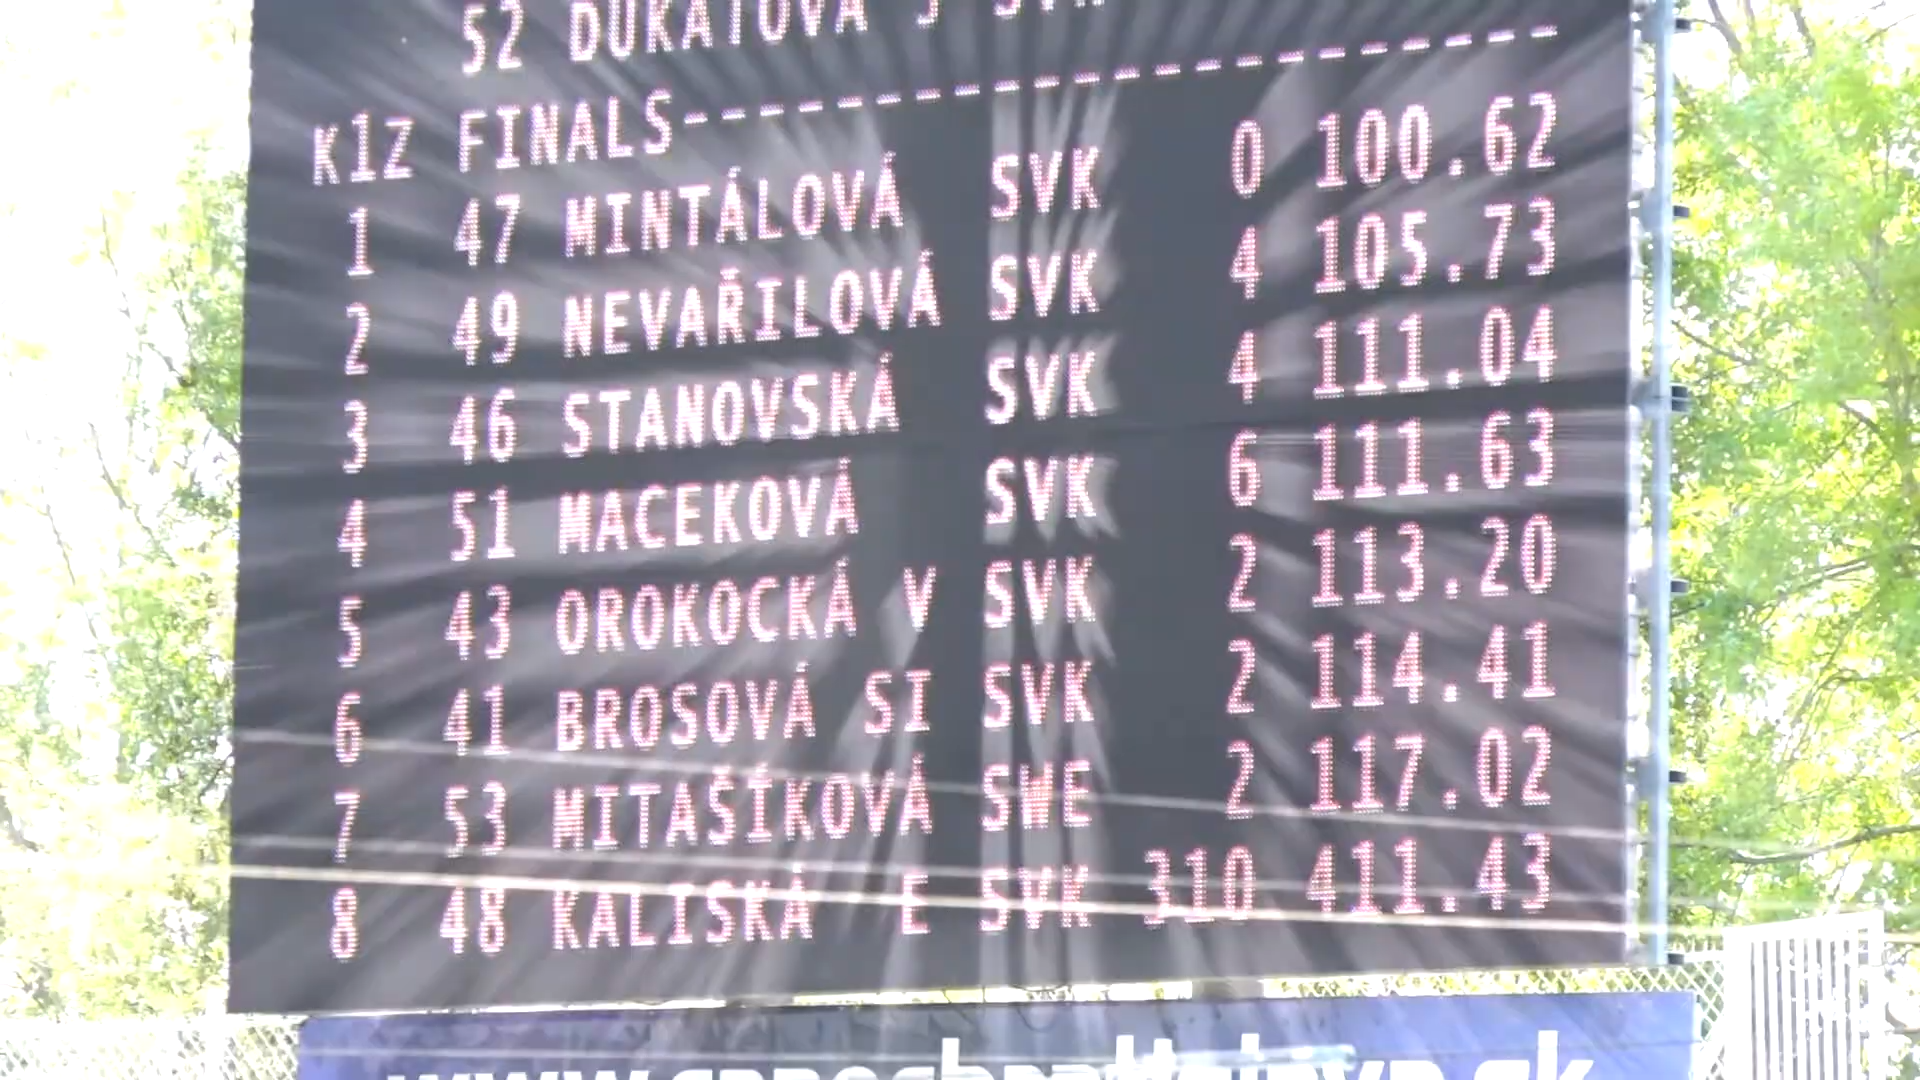 52 DUKÁTOVÁ J SVK
K1Z FINALS--------------------
1 47 MINTÁLOVÁ SVK 0 100.62
2 49 NEVAŘILOVÁ SVK 4 105.73
3 46 STANOVSKÁ SVK 4 111.04
4 51 MACEKOVÁ SVK 6 111.63
5 43 OROKOCKÁ V SVK 2 113.20
6 41 BROSOVÁ SI SVK 2 114.41
7 53 MITAŠÍKOVÁ SWE 2 117.02
8 48 KALISKÁ E SVK 310 411.43